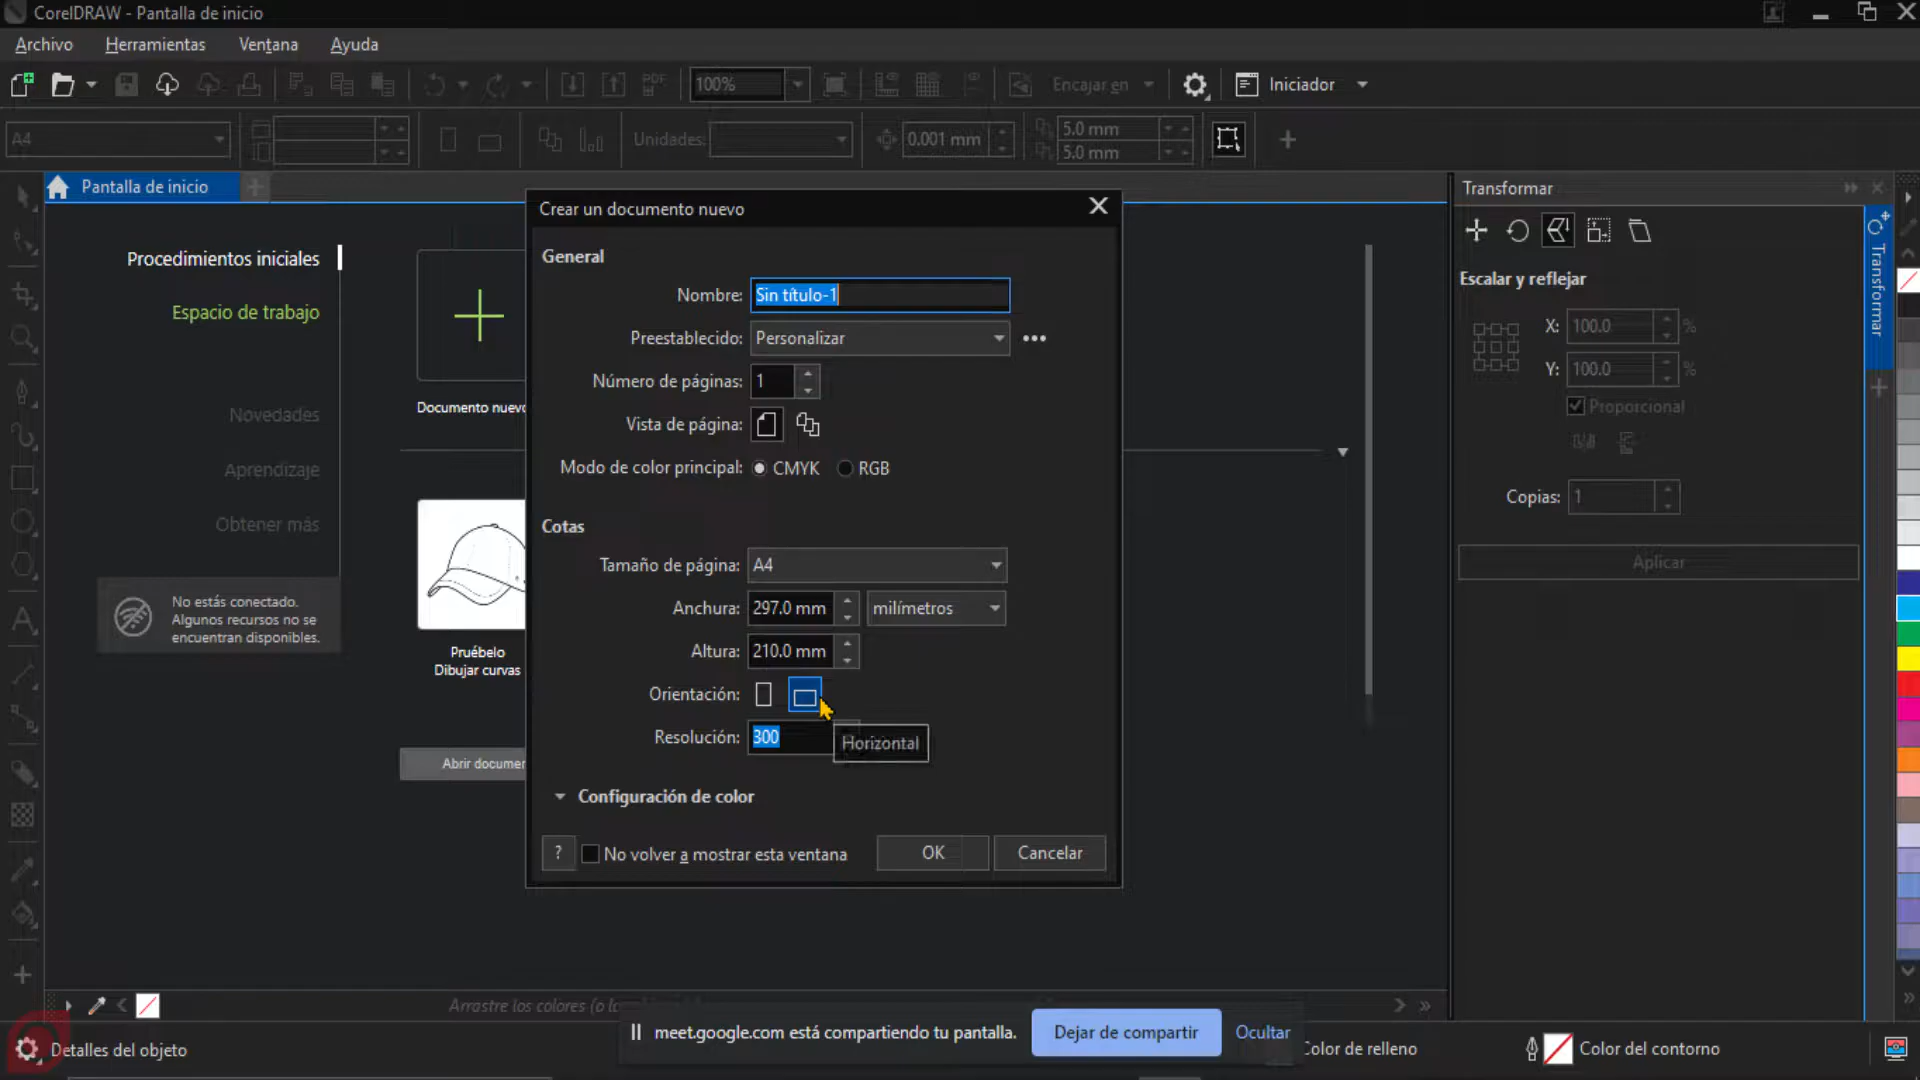 CorelDRAW - Pantalla de inicio
Archivo
Herramientas
Ventana
Ayuda
PDF
100%
Encajar en
Iniciador
A4
Unidades:
0.001 mm
5.0 mm
5.0 mm
Pantalla de inicio
Procedimientos iniciales
Espacio de trabajo
Novedades
Aprendizaje
Obtener más
No estás conectado.
Algunos recursos no se
encuentran disponibles.
Documento nuevo
Pruébelo
Dibujar curvas
Abrir documen
Crear un documento nuevo
General
Nombre:
Sin título-1
Preestablecido:
Personalizar
Número de páginas:
1
Vista de página:
Modo de color principal:
CMYK
RGB
Cotas
Tamaño de página:
A4
Anchura:
297.0 mm
milímetros
Altura:
210.0 mm
Orientación:
Resolución:
300
Horizontal
Configuración de color
?
No volver a mostrar esta ventana
OK
Cancelar
Transformar
Transformar
Escalar y reflejar
X:
100.0
%
Y:
100.0
%
Proporcional
Copias:
1
Aplicar
Arrastre los colores (o lo
meet.google.com está compartiendo tu pantalla.
Dejar de compartir
Ocultar
Detalles del objeto
Color de relleno
Color del contorno